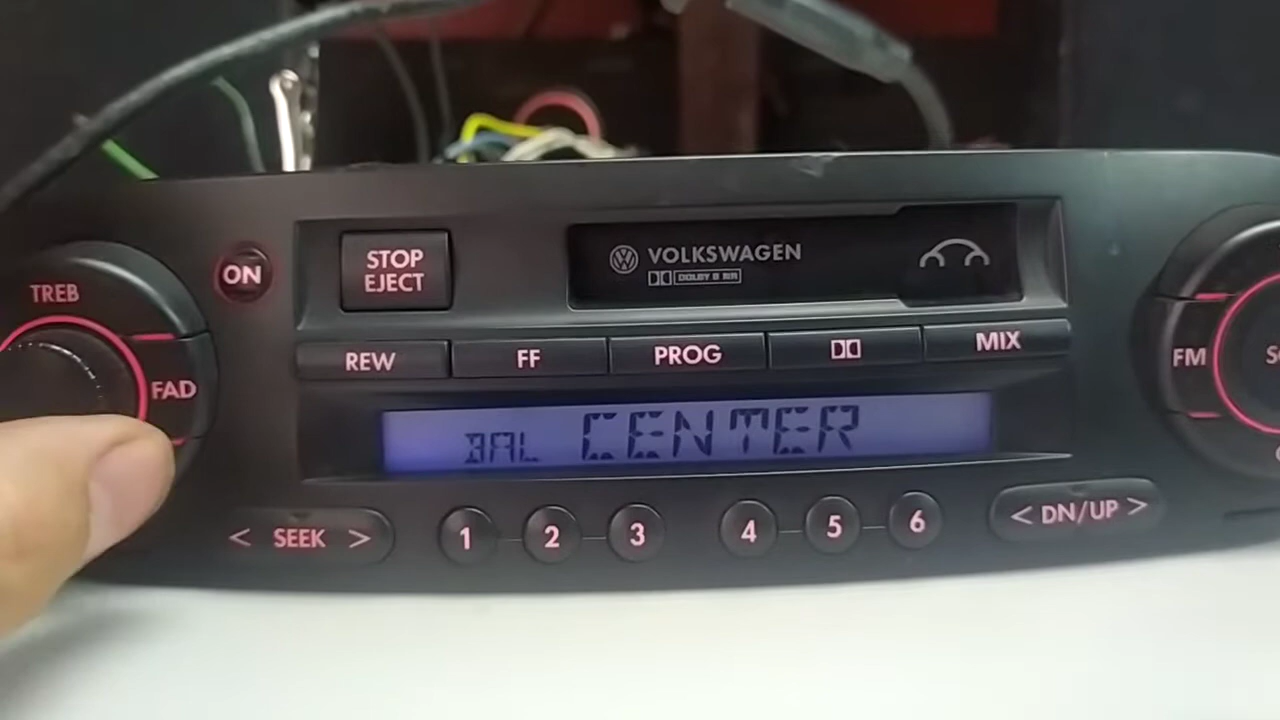 TREB
FAD
ON
STOP
EJECT
VOLKSWAGEN
DOLBY B NR
REW
FF
PROG
MIX
BAL CENTER
FM
< SEEK >
1
2
3
4
5
6
< DN/UP >